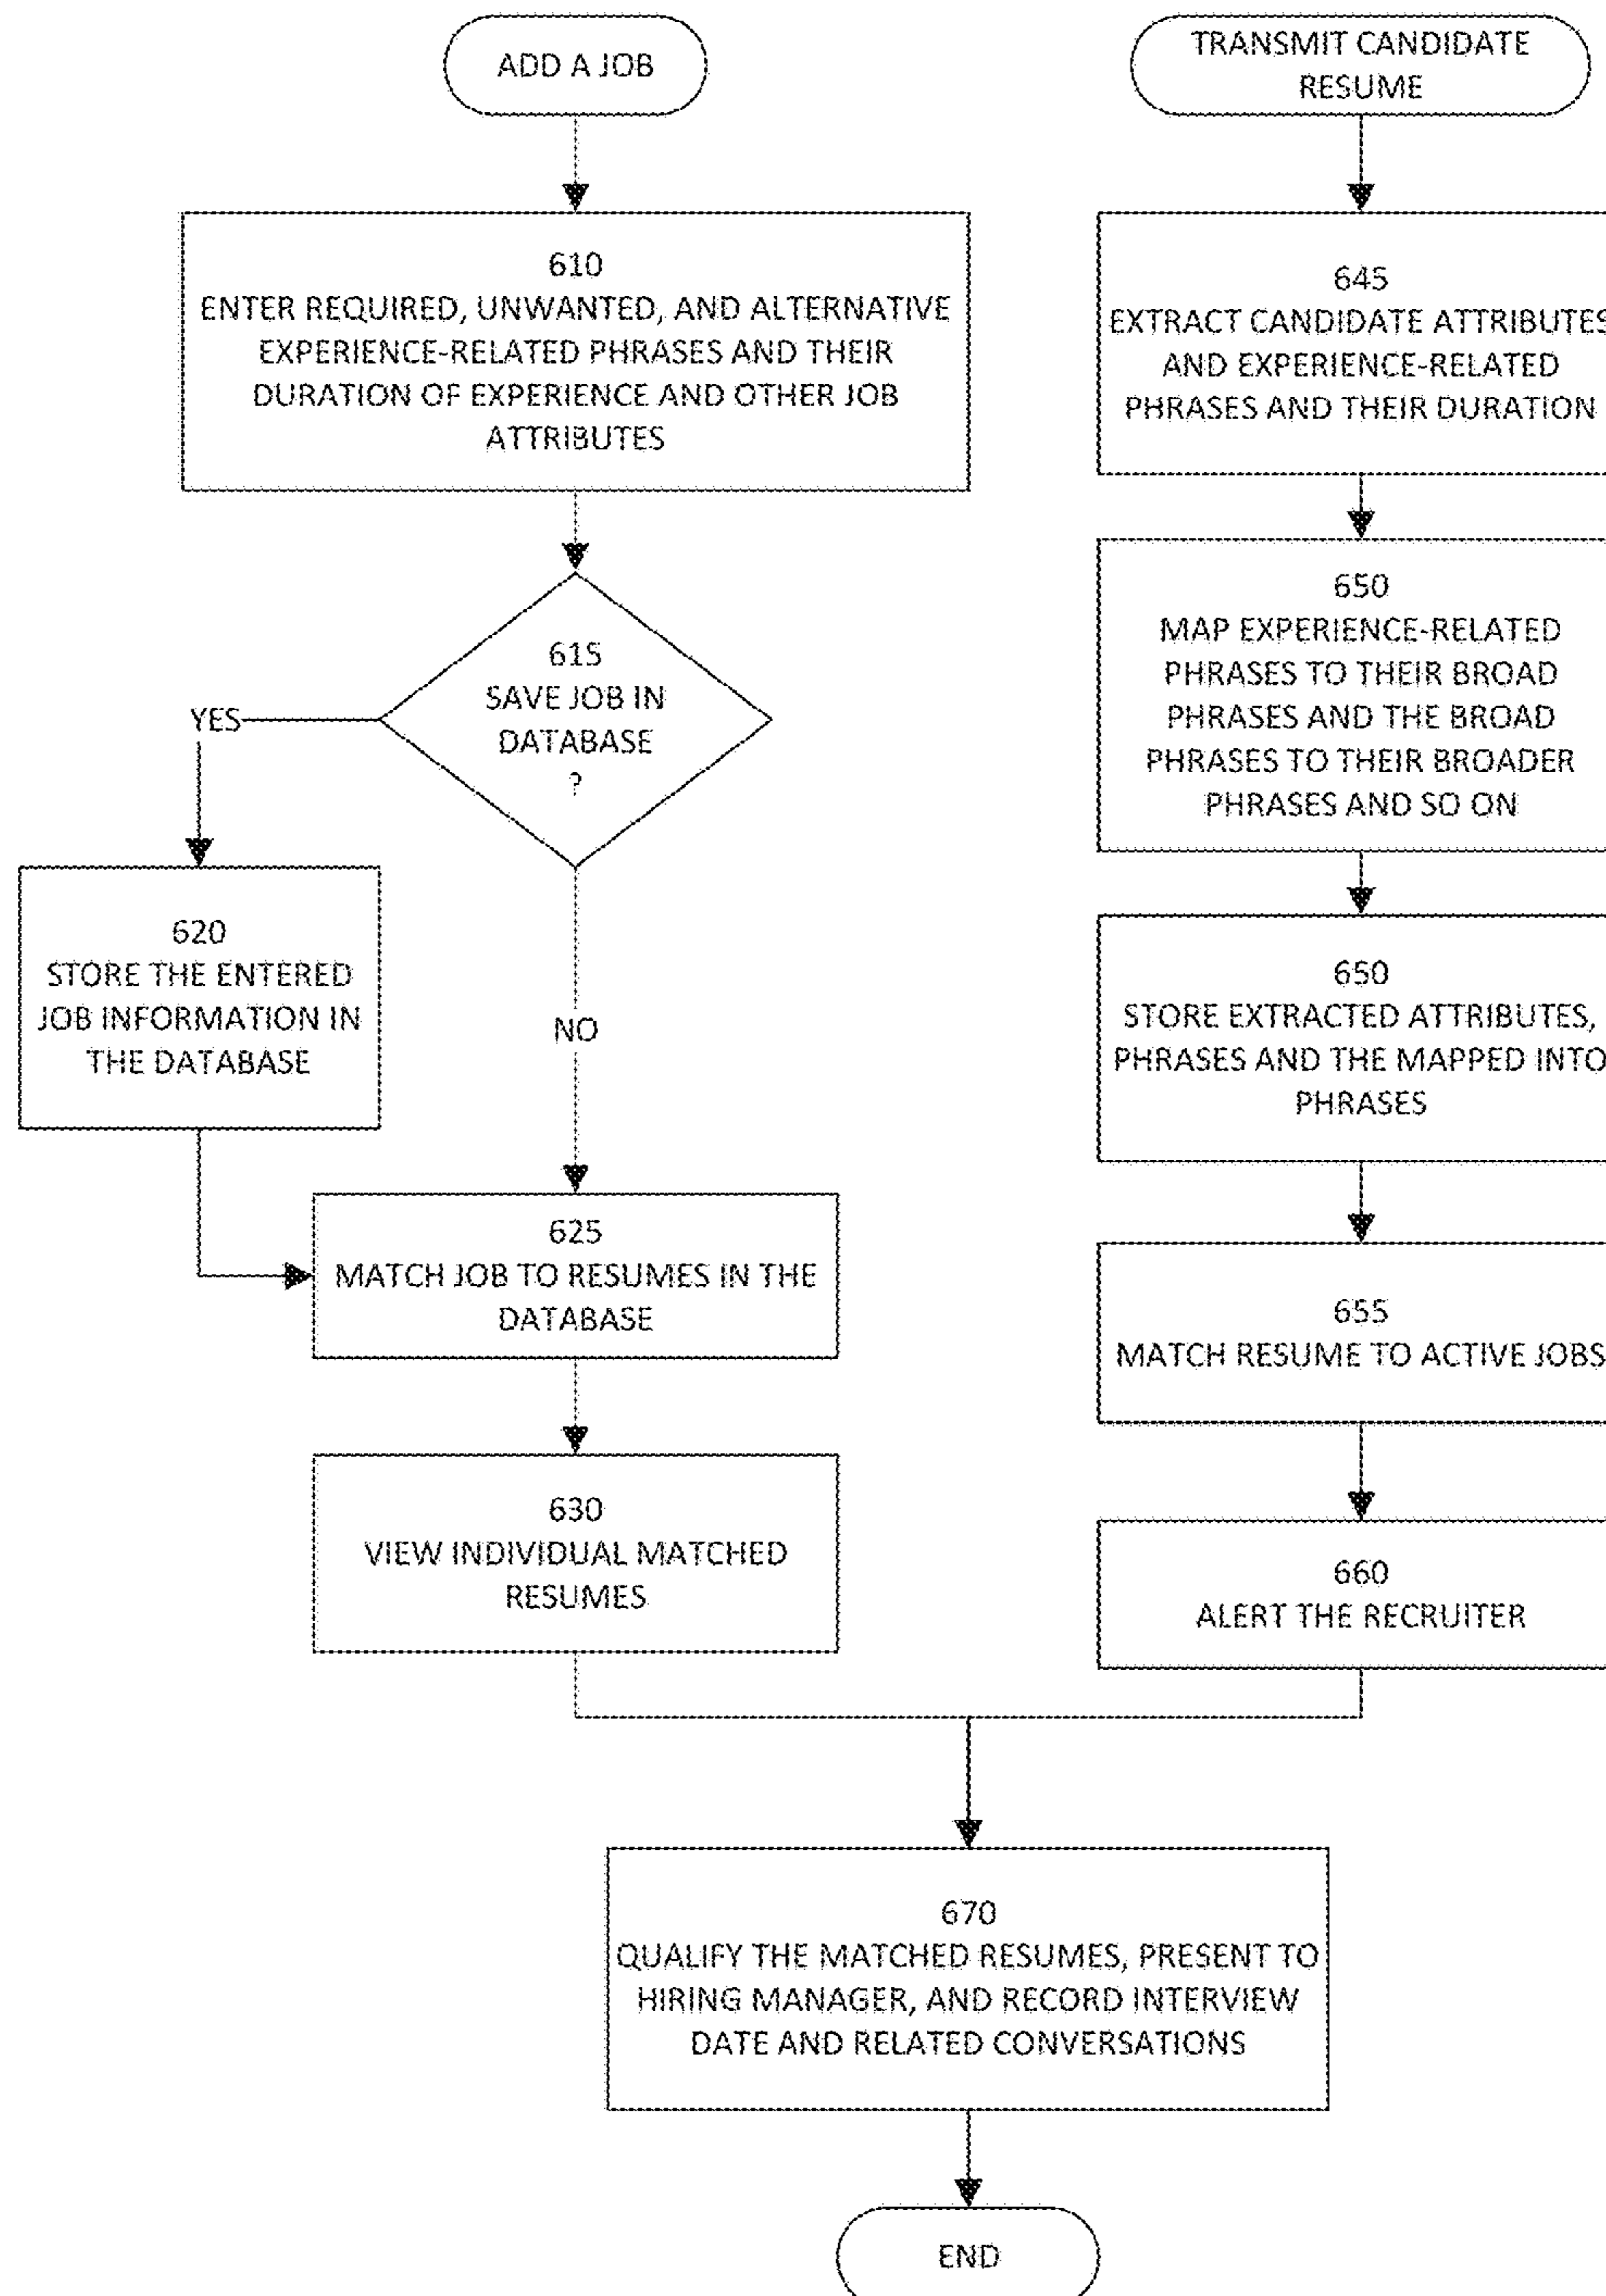 ADD A JOB
610
ENTER REQUIRED, UNWANTED, AND ALTERNATIVE
EXPERIENCE-RELATED PHRASES AND THEIR
DURATION OF EXPERIENCE AND OTHER JOB
ATTRIBUTES
615
SAVE JOB IN
DATABASE
?
YES
620
STORE THE ENTERED
JOB INFORMATION IN
THE DATABASE
NO
625
MATCH JOB TO RESUMES IN THE
DATABASE
630
VIEW INDIVIDUAL MATCHED
RESUMES
TRANSMIT CANDIDATE
RESUME
645
EXTRACT CANDIDATE ATTRIBUTES
AND EXPERIENCE-RELATED
PHRASES AND THEIR DURATION
650
MAP EXPERIENCE-RELATED
PHRASES TO THEIR BROAD
PHRASES AND THE BROAD
PHRASES TO THEIR BROADER
PHRASES AND SO ON
650
STORE EXTRACTED ATTRIBUTES,
PHRASES AND THE MAPPED INTO
PHRASES
655
MATCH RESUME TO ACTIVE JOBS
660
ALERT THE RECRUITER
670
QUALIFY THE MATCHED RESUMES, PRESENT TO
HIRING MANAGER, AND RECORD INTERVIEW
DATE AND RELATED CONVERSATIONS
END